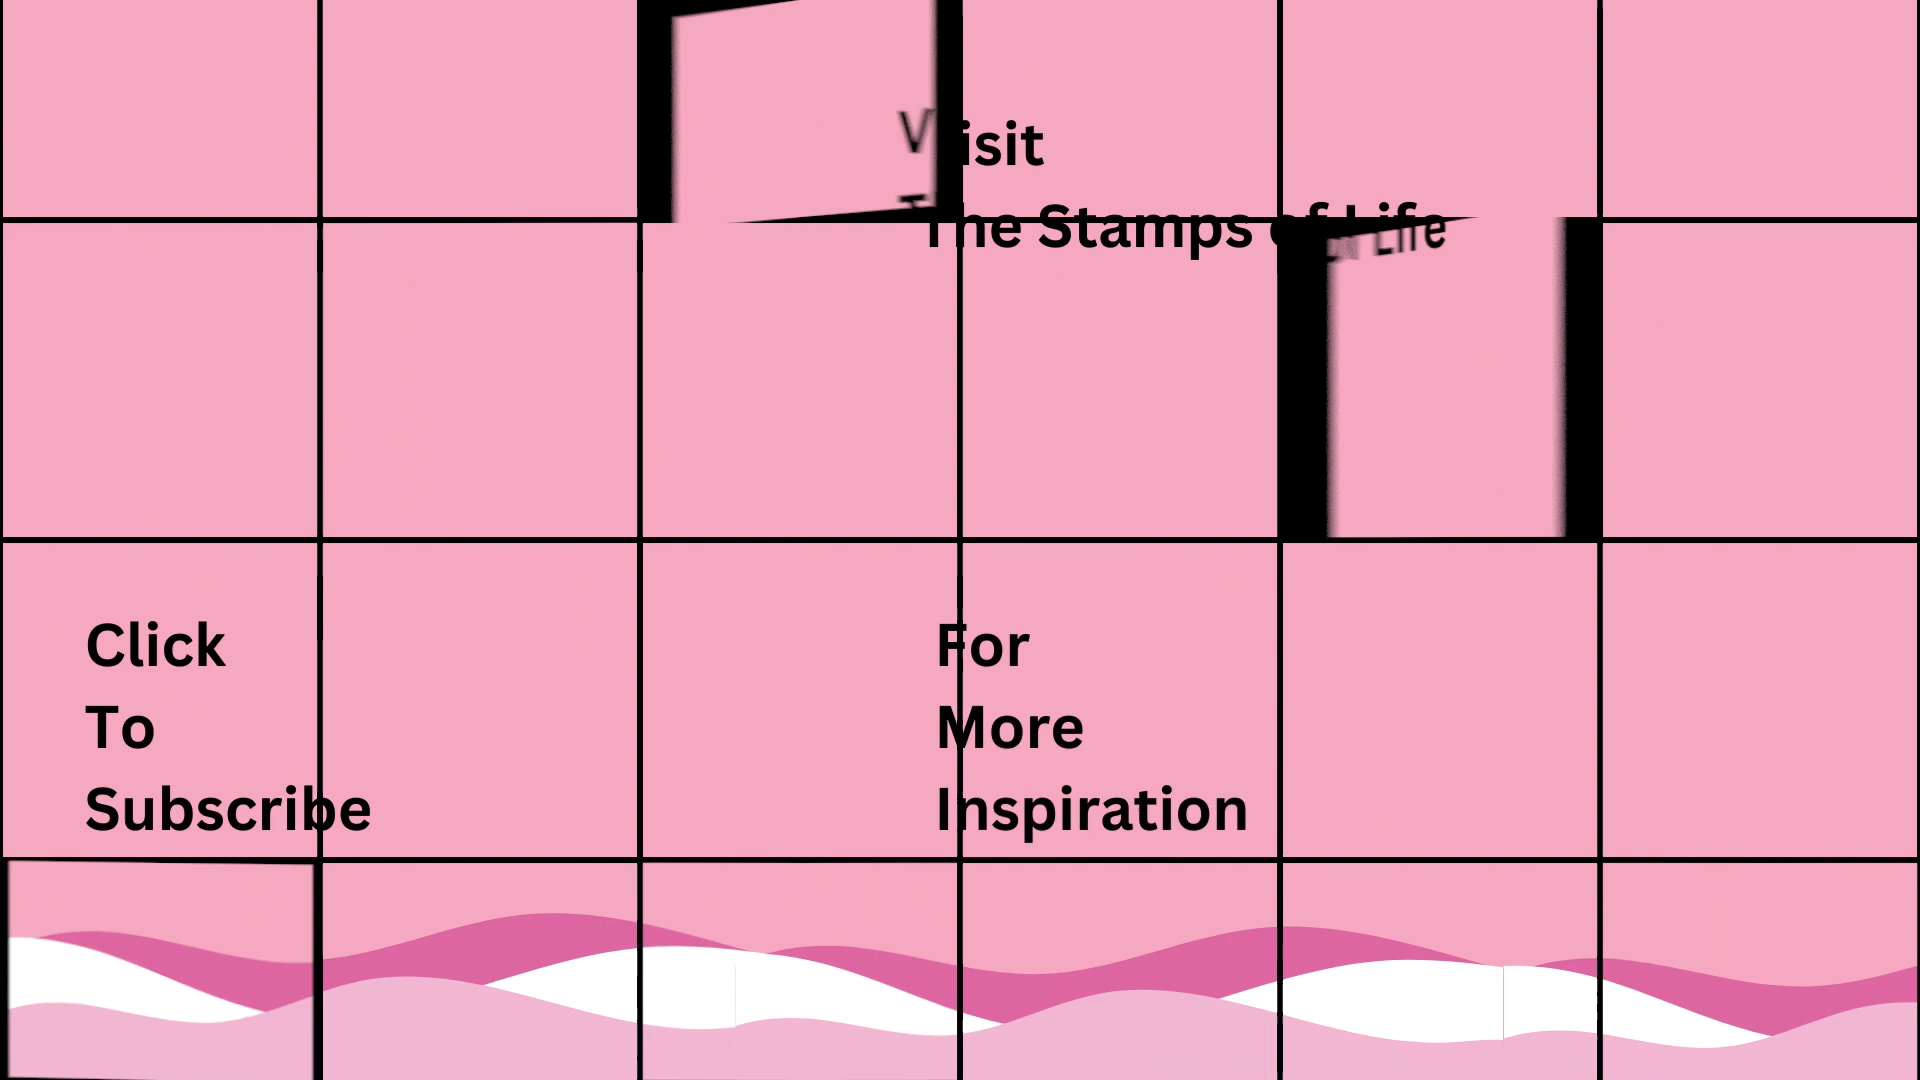 Visit
The Stamps of Life
Click
To
Subscribe
For
More
Inspiration